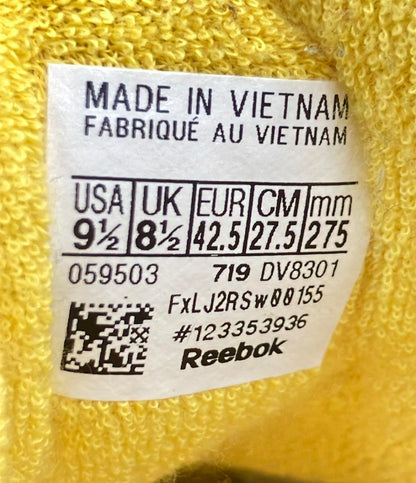 MADE IN VIETNAM
FABRIQUÉ AU VIETNAM
USA UK EUR CM mm
9½ 8½ 42.5 27.5 275
059503 719 DV8301
FxLJ2RSw00155
#123353936
Reebok